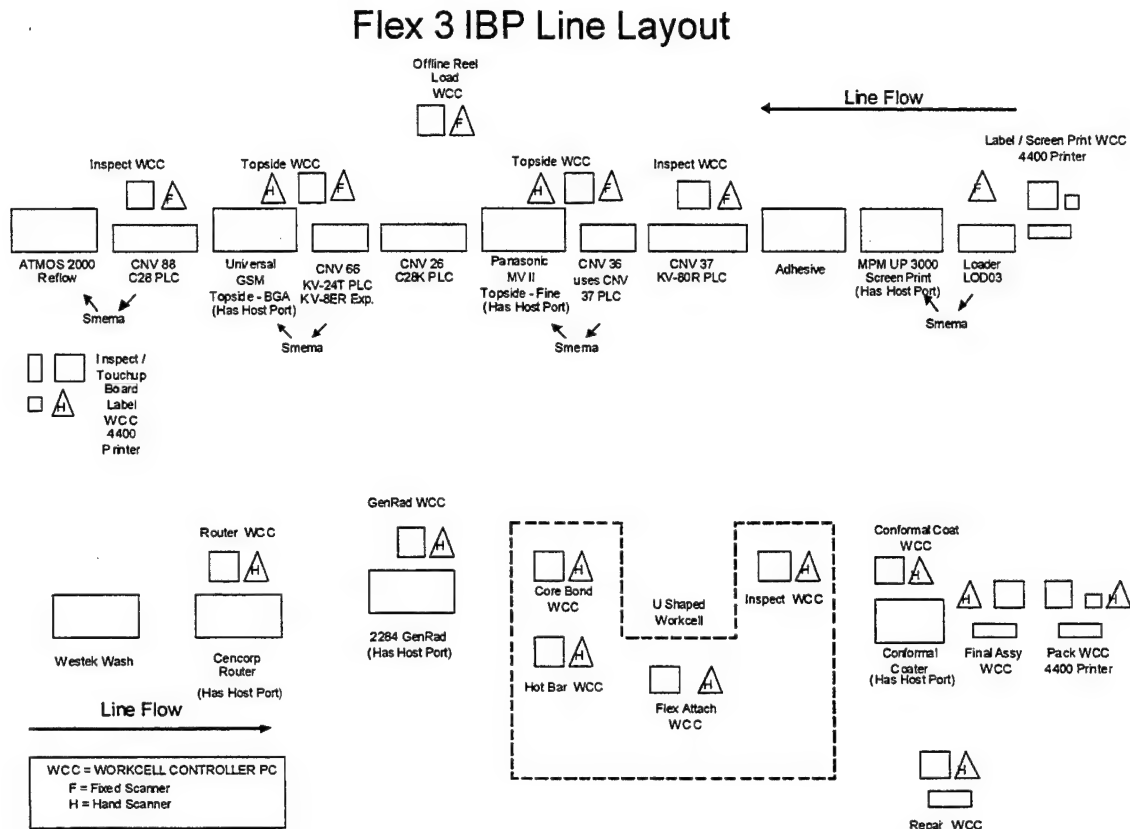 Flex 3 IBP Line Layout
Offline Reel
Load
WCC
F
Line Flow
Label / Screen Print WCC
4400 Printer
Inspect WCC
F
Topside WCC
H
F
Topside WCC
H
F
Inspect WCC
F
F
ATMOS 2000
Reflow
CNV 88
C28 PLC
Universal
GSM
Topside - BGA
(Has Host Port)
CNV 66
KV-24T PLC
KV-8ER Exp.
CNV 26
C28K PLC
Panasonic
MV II
Topside - Fine
(Has Host Port)
CNV 36
uses CNV
37 PLC
CNV 37
KV-80R PLC
Adhesive
MPM UP 3000
Screen Print
(Has Host Port)
Loader
LOD03
Smema
Smema
Smema
Smema
Inspect /
Touchup
Board
Label
WCC
4400
Printer
H
Router WCC
H
GenRad WCC
H
Core Bond
WCC
H
Hot Bar WCC
H
U Shaped
Workcell
Flex Attach
WCC
H
Inspect WCC
H
Conformal Coat
WCC
H
H
H
Westek Wash
Cencorp
Router
(Has Host Port)
2284 GenRad
(Has Host Port)
Conformal
Coater
(Has Host Port)
Final Assy
WCC
Pack WCC
4400 Printer
Line Flow
WCC = WORKCELL CONTROLLER PC
F = Fixed Scanner
H = Hand Scanner
H
Repair WCC